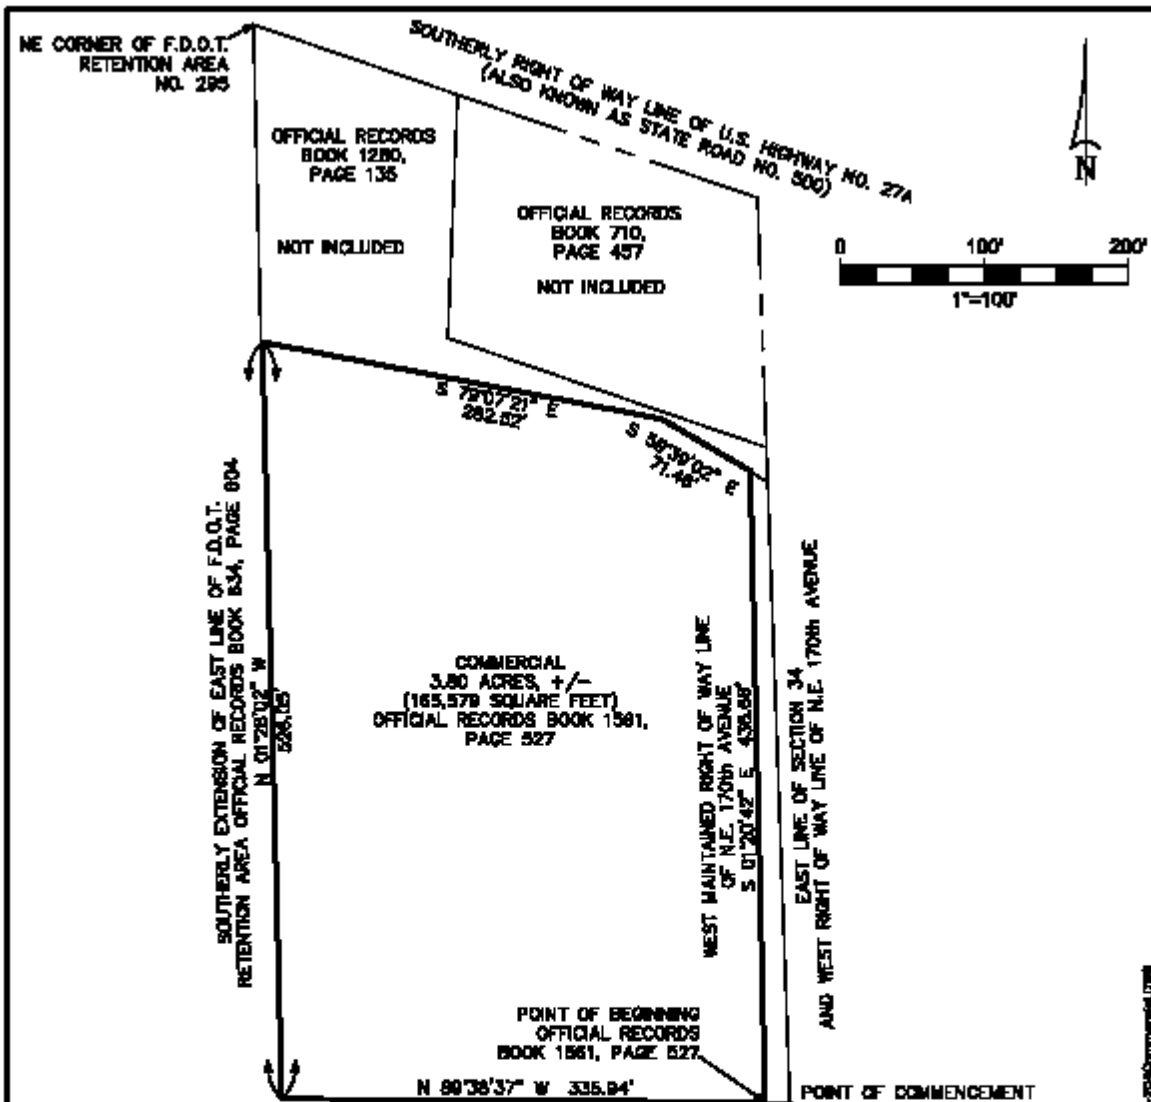 NE CORNER OF F.D.O.T.
RETENTION AREA
NO. 295
SOUTHERLY RIGHT OF WAY LINE OF U.S. HIGHWAY NO. 27A
(ALSO KNOWN AS STATE ROAD NO. 500)
N
OFFICIAL RECORDS
BOOK 1280,
PAGE 135
NOT INCLUDED
OFFICIAL RECORDS
BOOK 710,
PAGE 457
NOT INCLUDED
0 100' 200'
1"=100'
S 79°07'21" E
282.52'
S 58°39'02" E
71.46'
SOUTHERLY EXTENSION OF EAST LINE OF F.D.O.T.
RETENTION AREA OFFICIAL RECORDS BOOK 634, PAGE 804
N 01°28'02" W
526.05'
COMMERCIAL
3.80 ACRES, +/-
(165,579 SQUARE FEET)
OFFICIAL RECORDS BOOK 1561,
PAGE 527
WEST MAINTAINED RIGHT OF WAY LINE
OF N.E. 170th AVENUE
S 01°20'42" E 438.68'
EAST LINE OF SECTION 34
AND WEST RIGHT OF WAY LINE OF N.E. 170th AVENUE
POINT OF BEGINNING
OFFICIAL RECORDS
BOOK 1561, PAGE 527
N 89°38'37" W 335.94'
POINT OF COMMENCEMENT